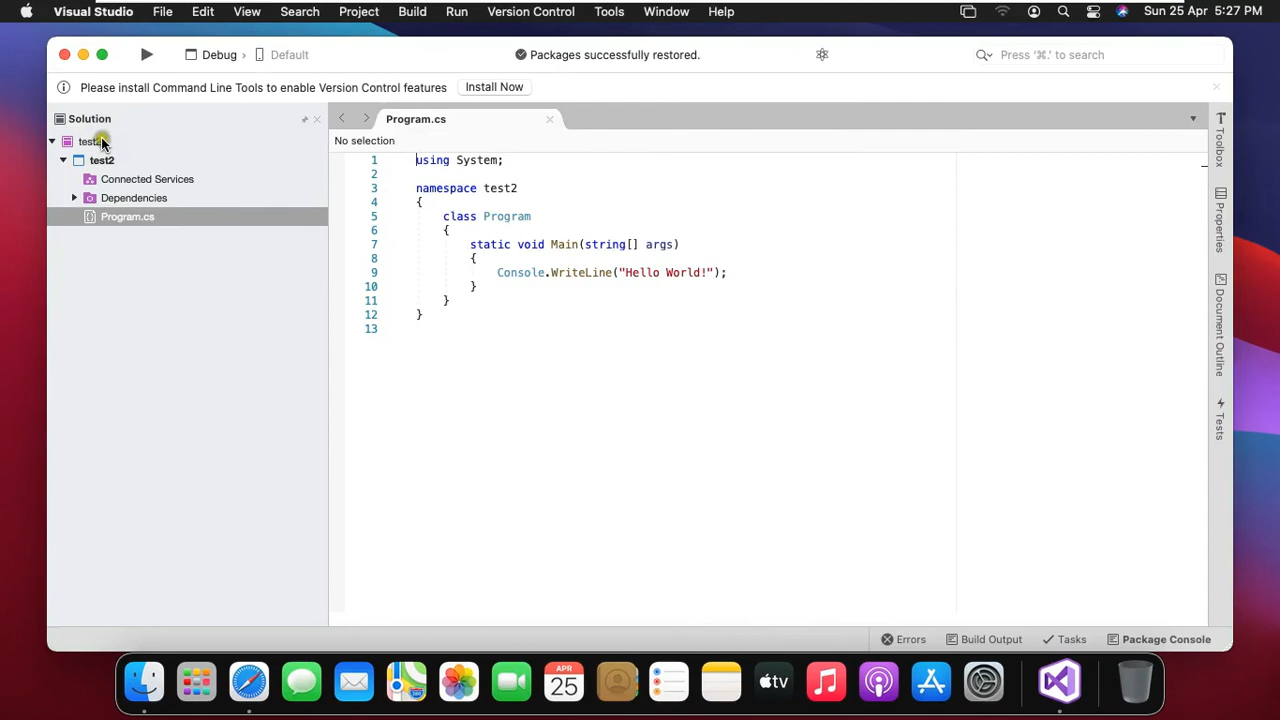 Visual Studio File Edit View Search Project Build Run Version Control Tools Window Help Sun 25 Apr 5:27 PM
Debug › Default Packages successfully restored. Press '⌘.' to search
Please install Command Line Tools to enable Version Control features Install Now
Solution
test2
Connected Services
Dependencies
Program.cs
Program.cs
No selection
1 using System;
2
3 namespace test2
4 {
5 class Program
6 {
7 static void Main(string[] args)
8 {
9 Console.WriteLine("Hello World!");
10 }
11 }
12 }
13
Toolbox
Properties
Document Outline
Tests
Errors Build Output Tasks Package Console
APR
25
tv